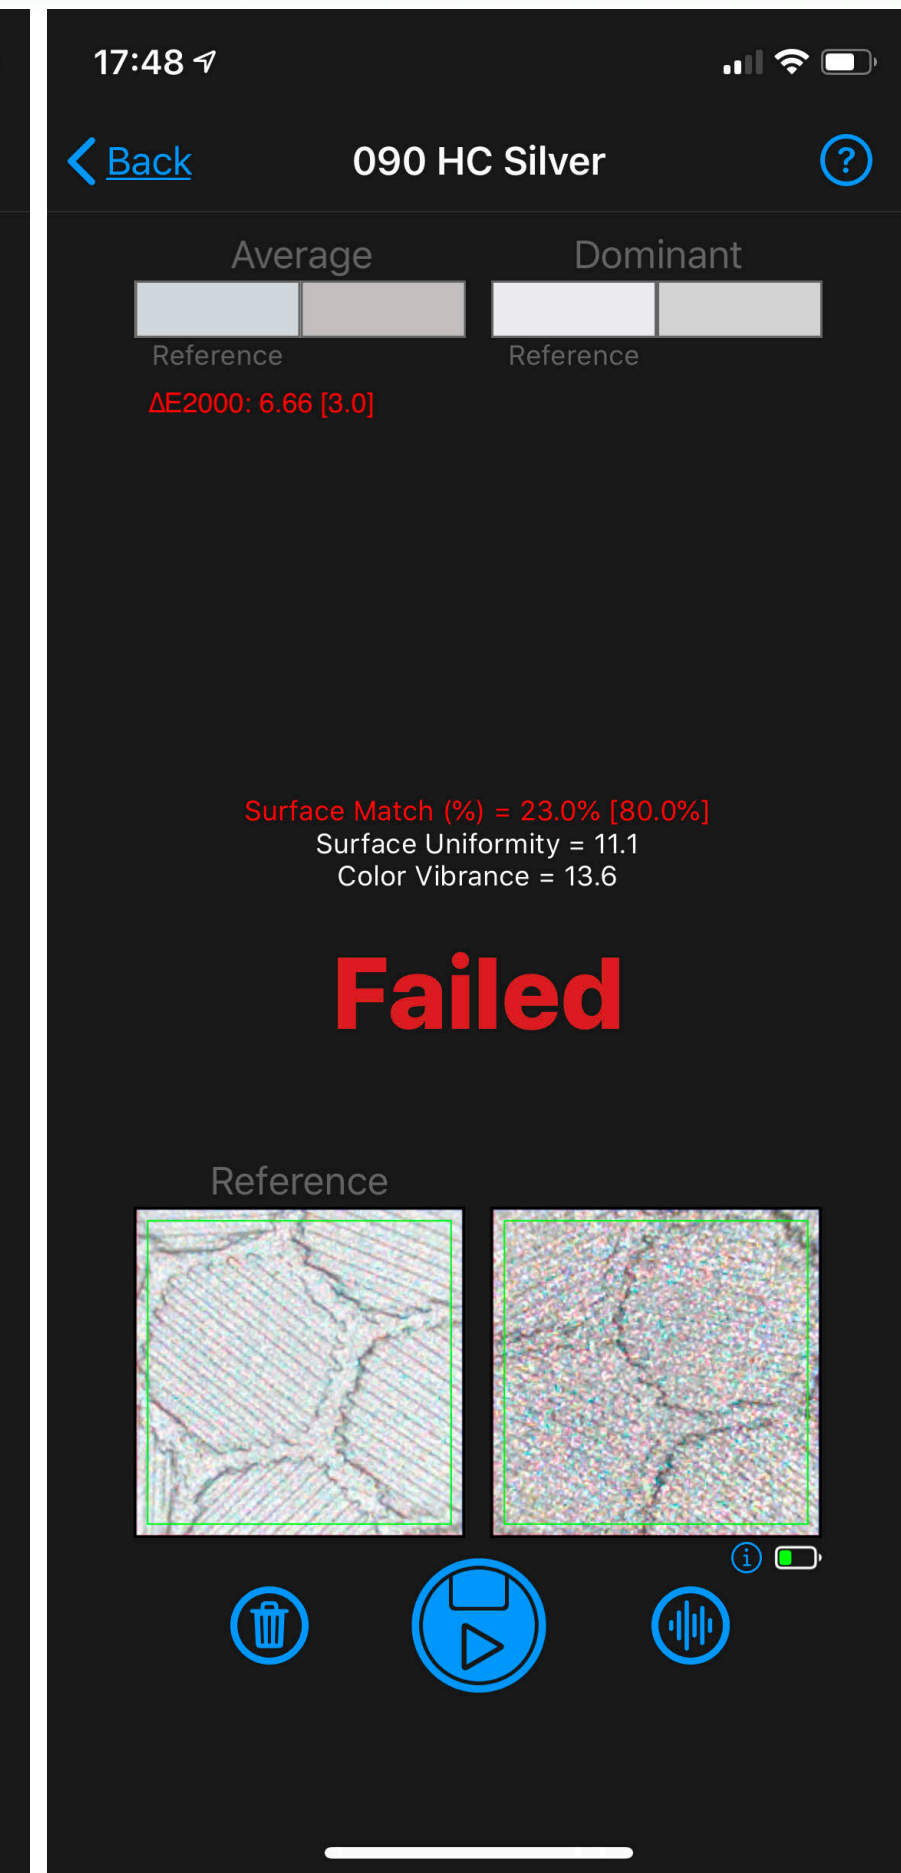 17:48
Back
090 HC Silver
?
Average
Dominant
Reference
Reference
ΔE2000: 6.66 [3.0]
Surface Match (%) = 23.0% [80.0%]
Surface Uniformity = 11.1
Color Vibrance = 13.6
Failed
Reference
i